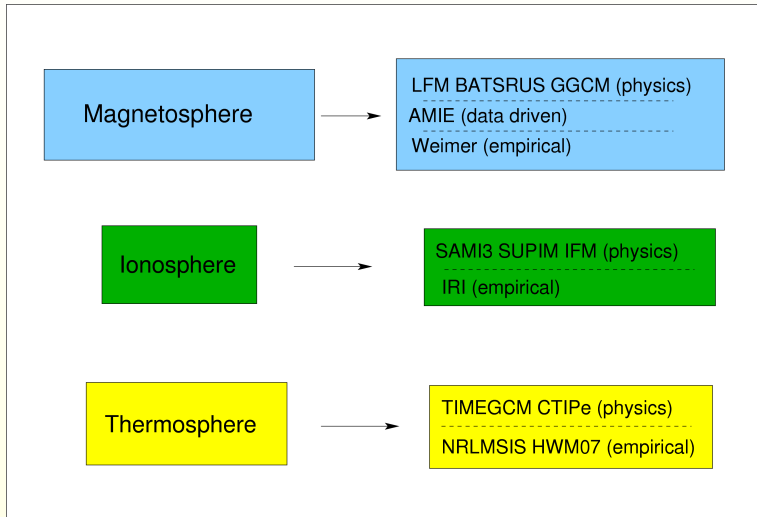 Magnetosphere
LFM BATSRUS GGCM (physics)
AMIE (data driven)
Weimer (empirical)
Ionosphere
SAMI3 SUPIM IFM (physics)
IRI (empirical)
Thermosphere
TIMEGCM CTIPe (physics)
NRLMSIS HWM07 (empirical)